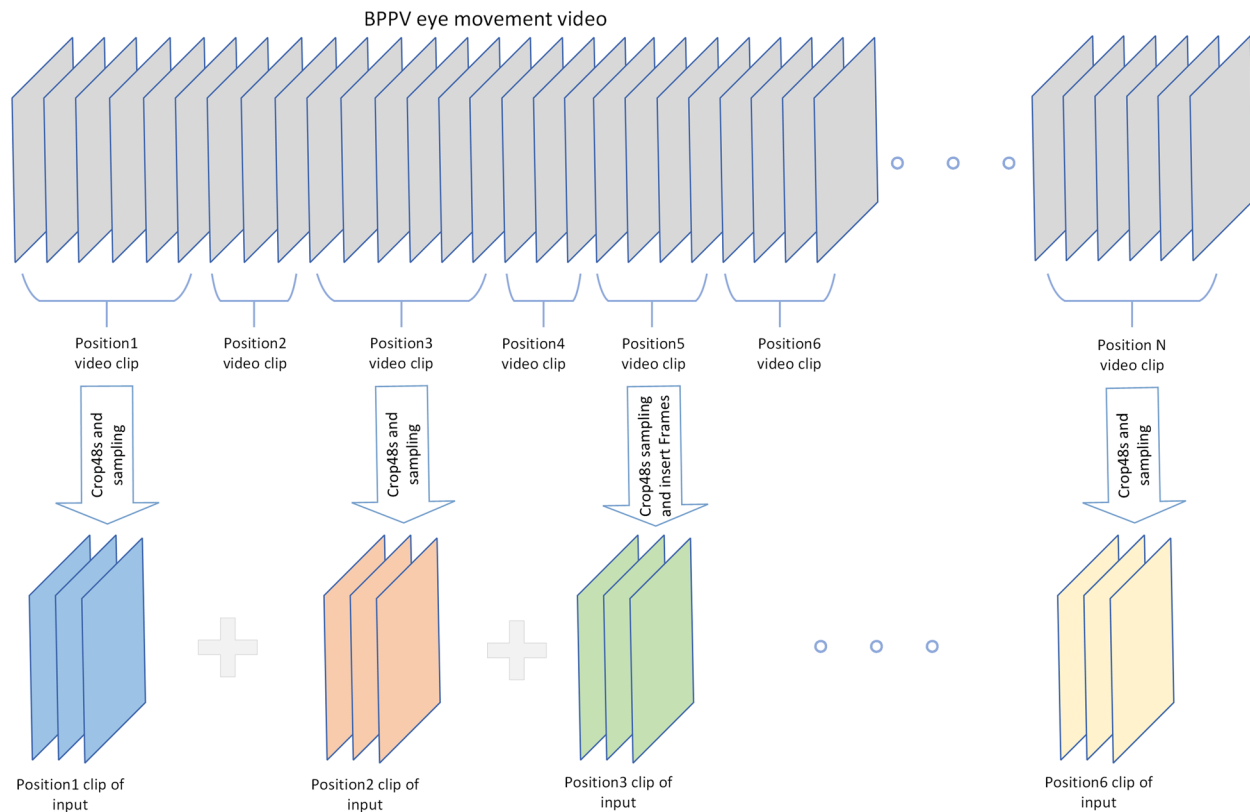 BPPV eye movement video
Position1
video clip
Position2
video clip
Position3
video clip
Position4
video clip
Position5
video clip
Position6
video clip
Position N
video clip
Crop48s and
sampling
Crop48s and
sampling
Crop48s sampling
and insert Frames
Crop48s and
sampling
Position1 clip of
input
Position2 clip of
input
Position3 clip of
input
Position6 clip of
input